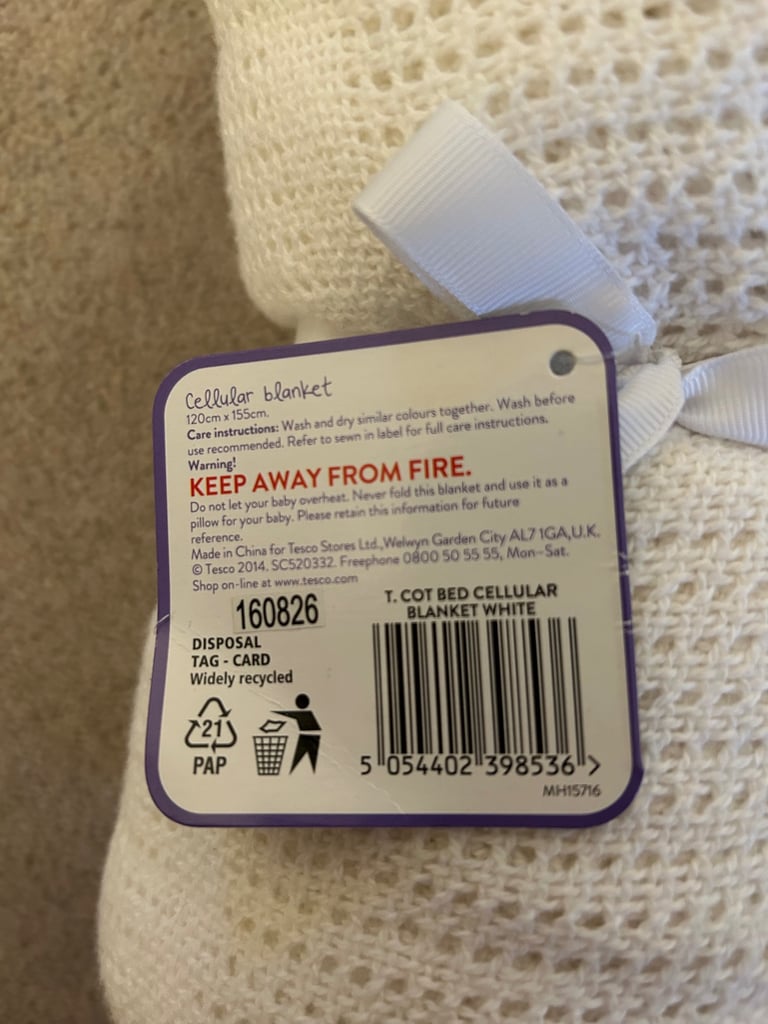 Cellular blanket
120cm x 155cm.
Care instructions: Wash and dry similar colours together. Wash before
use recommended. Refer to sewn in label for full care instructions.
Warning!
KEEP AWAY FROM FIRE.
Do not let your baby overheat. Never fold this blanket and use it as a
pillow for your baby. Please retain this information for future
reference.
Made in China for Tesco Stores Ltd.,Welwyn Garden City AL7 1GA,U.K.
© Tesco 2014. SC520332. Freephone 0800 50 55 55, Mon–Sat.
Shop on-line at www.tesco.com
160826
T. COT BED CELLULAR
BLANKET WHITE
DISPOSAL
TAG - CARD
Widely recycled
21
PAP
5 054402 398536 >
MH15716